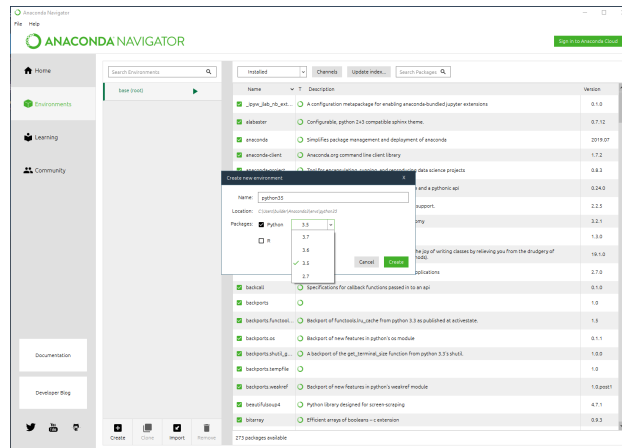 Anaconda Navigator
File Help
ANACONDA NAVIGATOR
Sign in to Anaconda Cloud
Home
Environments
Learning
Community
Documentation
Developer Blog
Search Environments
base (root)
Create Clone Import Remove
Installed Channels Update index... Search Packages
Name T Description Version
_ipyw_jlab_nb_ext... A configuration metapackage for enabling anaconda-bundled jupyter extensions 0.1.0
alabaster Configurable, python 2+3 compatible sphinx theme. 0.7.12
anaconda Simplifies package management and deployment of anaconda 2019.07
anaconda-client Anaconda.org command line client library 1.7.2
anaconda-project Tool for encapsulating, running, and reproducing data science projects 0.8.3
and a pythonic api 0.24.0
support. 2.2.5
3.2.1
1.3.0
the joy of writing classes by relieving you from the drudgery of
19.1.0
applications 2.7.0
backcall Specifications for callback functions passed in to an api 0.1.0
backports 1.0
backports.functool... Backport of functools.lru_cache from python 3.3 as published at activestate. 1.5
backports.os Backport of new features in python's os module 0.1.1
backports.shutil_g... A backport of the get_terminal_size function from python 3.3's shutil. 1.0.0
backports.tempfile 1.0
backports.weakref Backport of new features in python's weakref module 1.0.post1
beautifulsoup4 Python library designed for screen-scraping 4.7.1
bitarray Efficient arrays of booleans -- c extension 0.9.3
273 packages available
Create new environment X
Name: python35
Location:
Packages: Python 3.5
3.7
3.6
3.5
2.7
R
Cancel Create